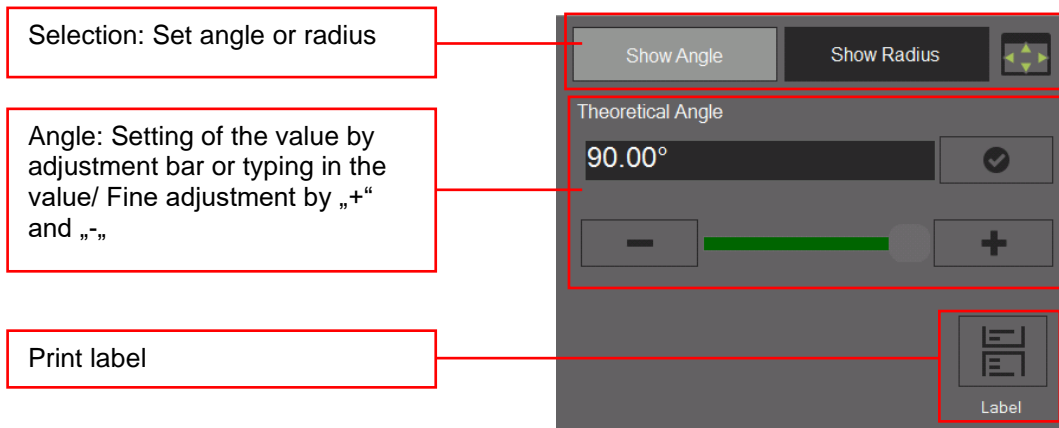 Selection: Set angle or radius
Show Angle
Show Radius
Angle: Setting of the value by
adjustment bar or typing in the
value/ Fine adjustment by „+“
and „-„
Theoretical Angle
90.00°
Print label
Label